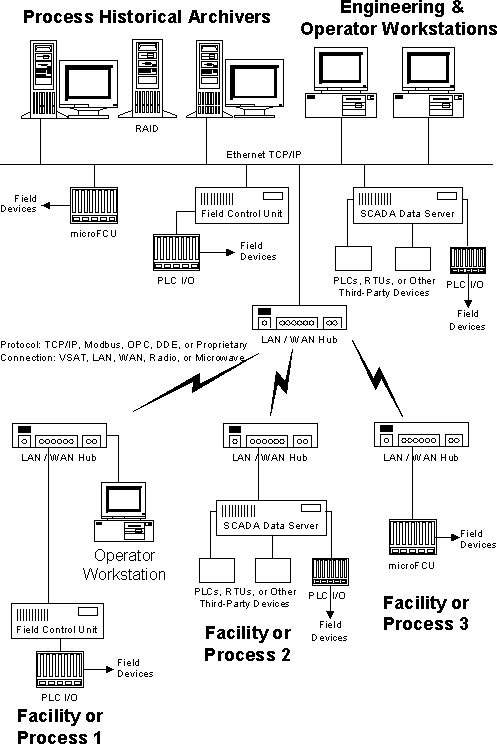 Process Historical Archivers
Engineering &
Operator Workstations
RAID
Ethernet TCP/IP
Field
Devices
microFCU
Field Control Unit
PLC I/O
Field
Devices
SCADA Data Server
PLCs, RTUs, or Other
Third-Party Devices
PLC I/O
Field
Devices
LAN / WAN Hub
Protocol: TCP/IP, Modbus, OPC, DDE, or Proprietary
Connection: VSAT, LAN, WAN, Radio, or Microwave
LAN / WAN Hub
Operator
Workstation
Field Control Unit
PLC I/O
Field
Devices
Facility or
Process 1
LAN / WAN Hub
SCADA Data Server
PLCs, RTUs, or Other
Third-Party Devices
PLC I/O
Field
Devices
Facility or
Process 2
LAN / WAN Hub
microFCU
Field
Devices
Facility or
Process 3